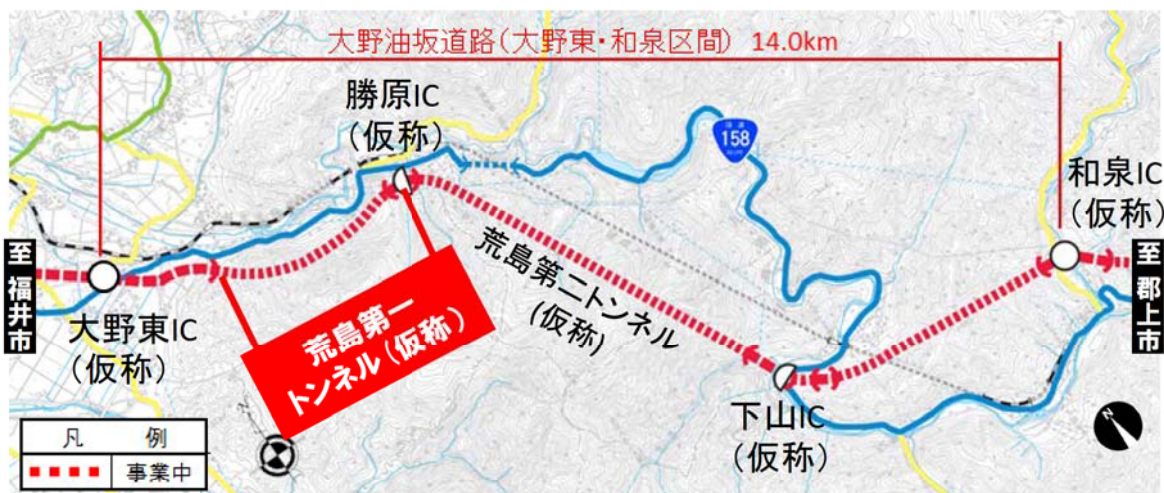 大野油坂道路(大野東・和泉区間) 14.0km
勝原IC
(仮称)
158
和泉IC
(仮称)
至 福井市
至 郡上市
大野東IC
(仮称)
荒島第一
トンネル(仮称)
荒島第二トンネル
(仮称)
下山IC
(仮称)
凡 例
事業中
N